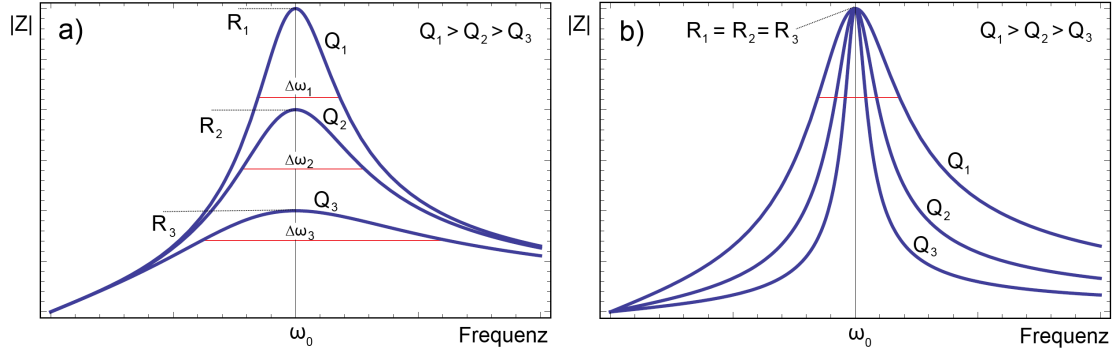 |Z|
a)
R₁
Q₁
Q₁ > Q₂ > Q₃
Δω₁
R₂
Q₂
Δω₂
R₃
Q₃
Δω₃
ω₀
Frequenz
|Z|
b)
R₁ = R₂ = R₃
Q₁ > Q₂ > Q₃
Q₁
Q₂
Q₃
ω₀
Frequenz